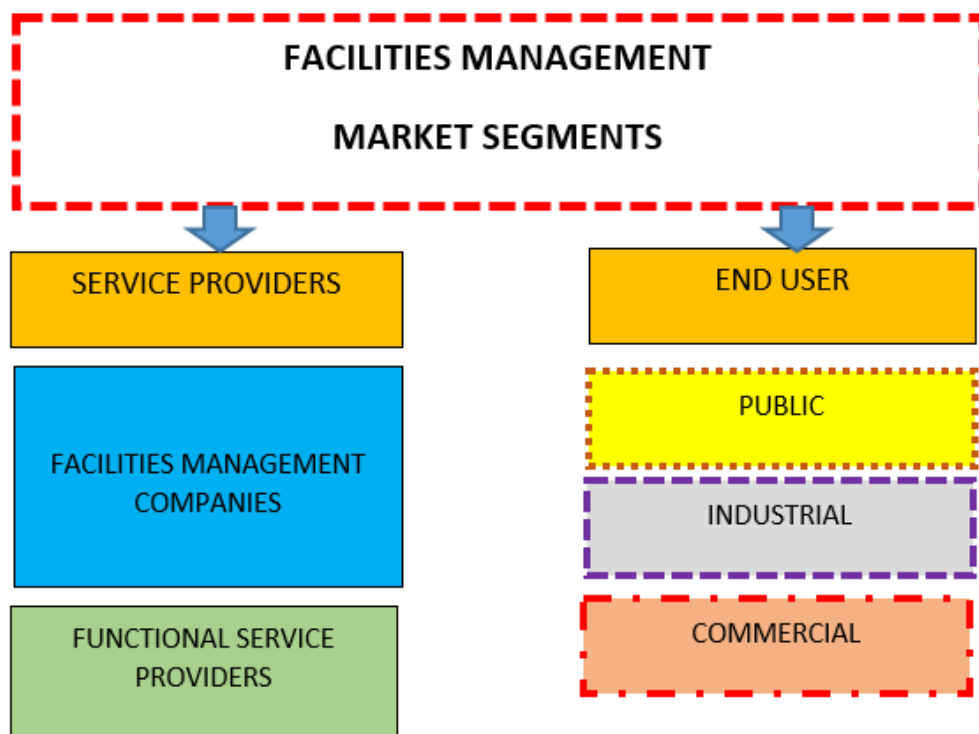 FACILITIES MANAGEMENT
MARKET SEGMENTS
SERVICE PROVIDERS
FACILITIES MANAGEMENT
COMPANIES
FUNCTIONAL SERVICE
PROVIDERS
END USER
PUBLIC
INDUSTRIAL
COMMERCIAL